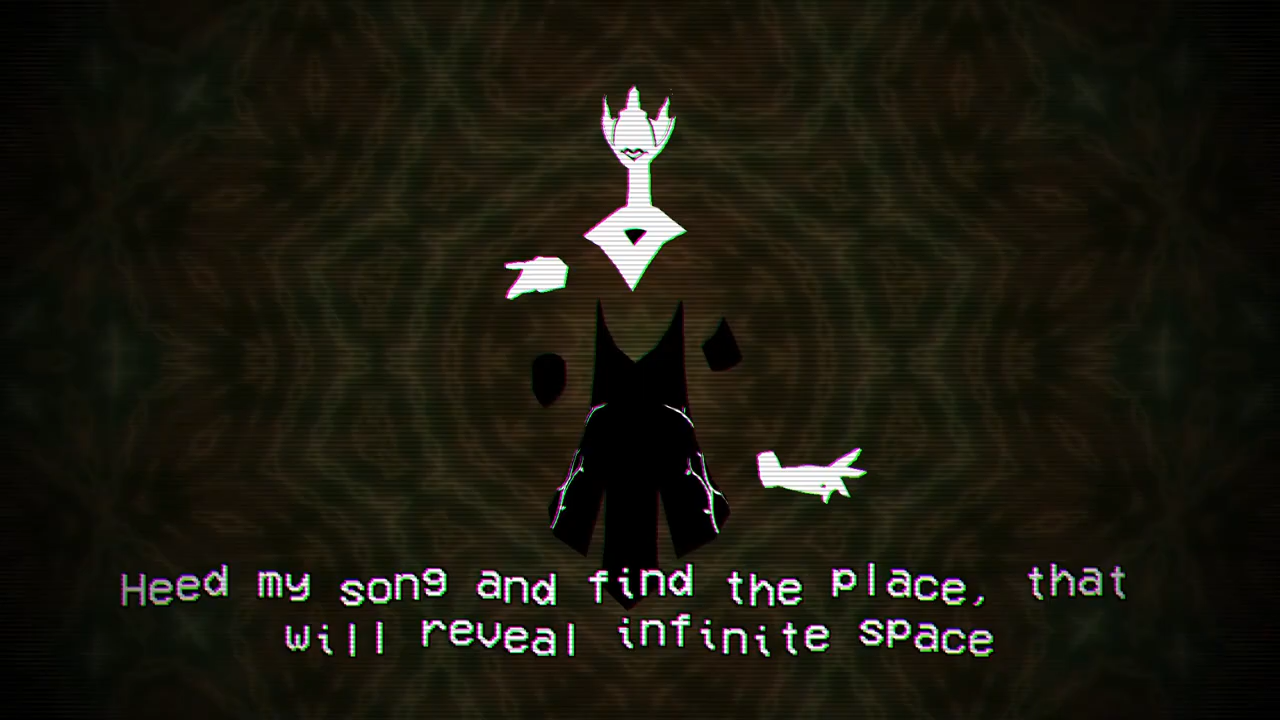 Heed my song and find the place, that
will reveal infinite space